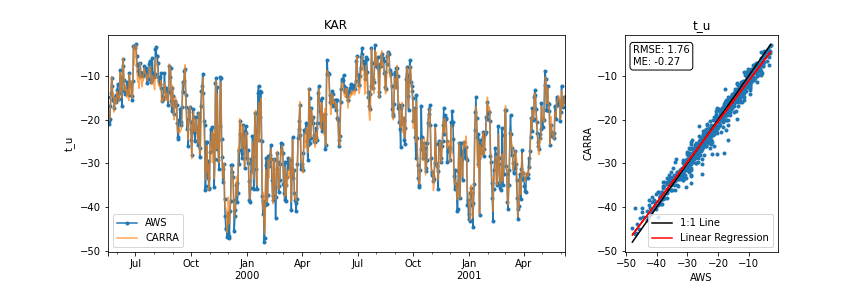 KAR
t_u
−10
−20
−30
−40
−50
AWS
CARRA
Jul
Oct
Jan
2000
Apr
Jul
Oct
Jan
2001
Apr
t_u
RMSE: 1.76
ME: -0.27
CARRA
−10
−20
−30
−40
−50
1:1 Line
Linear Regression
−50
−40
−30
−20
−10
AWS